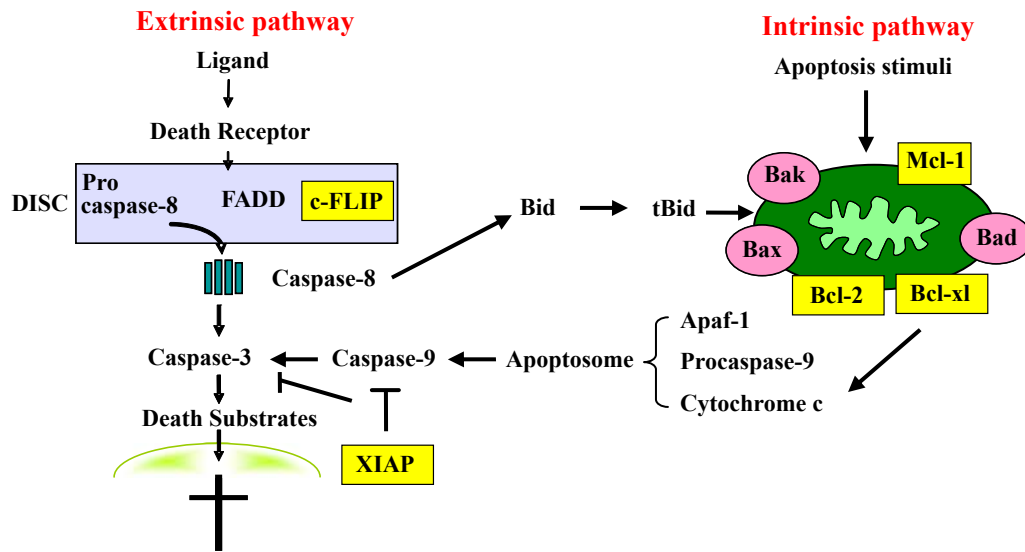 Extrinsic pathway
Ligand
Death Receptor
DISC
Pro
caspase-8
FADD
c-FLIP
Caspase-8
Bid
tBid
Caspase-3
Caspase-9
Apoptosome
Death Substrates
XIAP
Intrinsic pathway
Apoptosis stimuli
Mcl-1
Bak
Bax
Bad
Bcl-2
Bcl-xl
Apaf-1
Procaspase-9
Cytochrome c